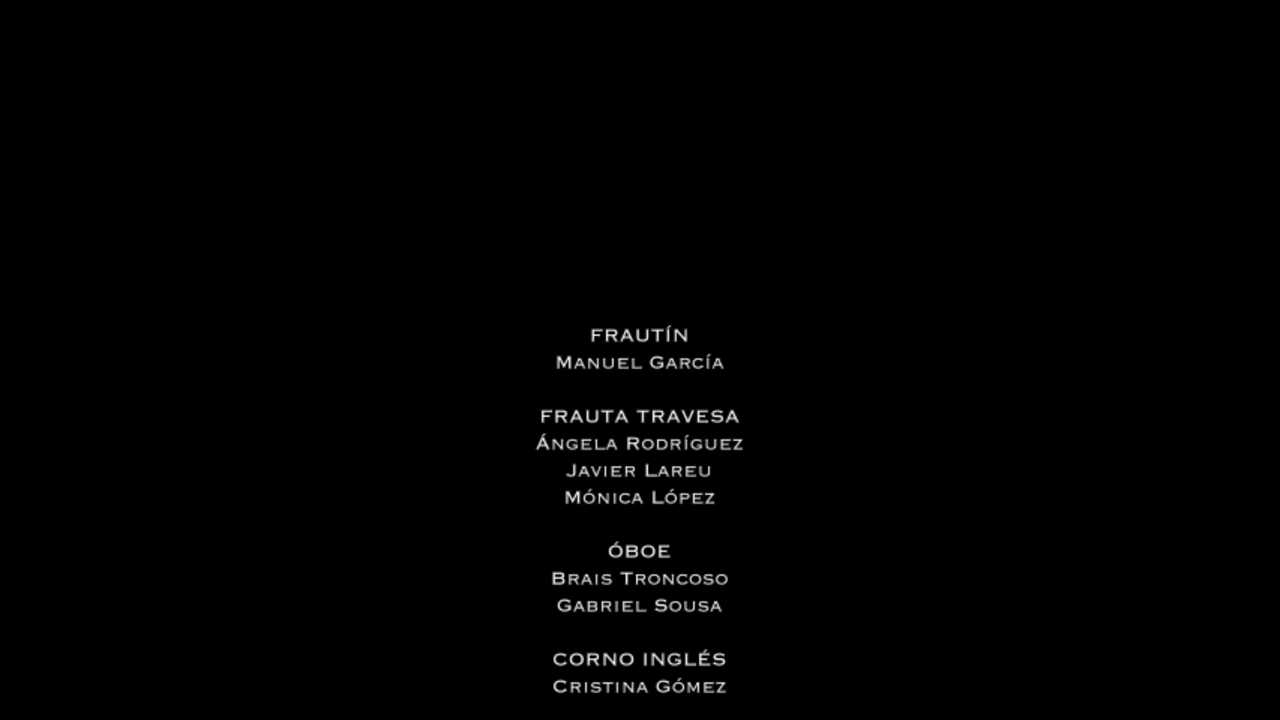 FRAUTÍN
Manuel García
FRAUTA TRAVESA
Ángela Rodríguez
Javier Lareu
Mónica López
ÓBOE
Brais Troncoso
Gabriel Sousa
CORNO INGLÉS
Cristina Gómez